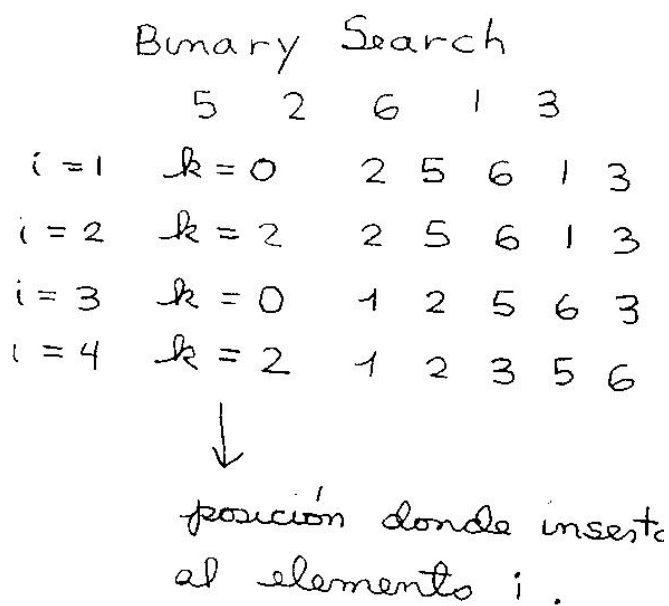 Binary Search
5 2 6 1 3
i = 1 k = 0 2 5 6 1 3
i = 2 k = 2 2 5 6 1 3
i = 3 k = 0 1 2 5 6 3
i = 4 k = 2 1 2 3 5 6
↓
posición donde inserto
al elemento i.